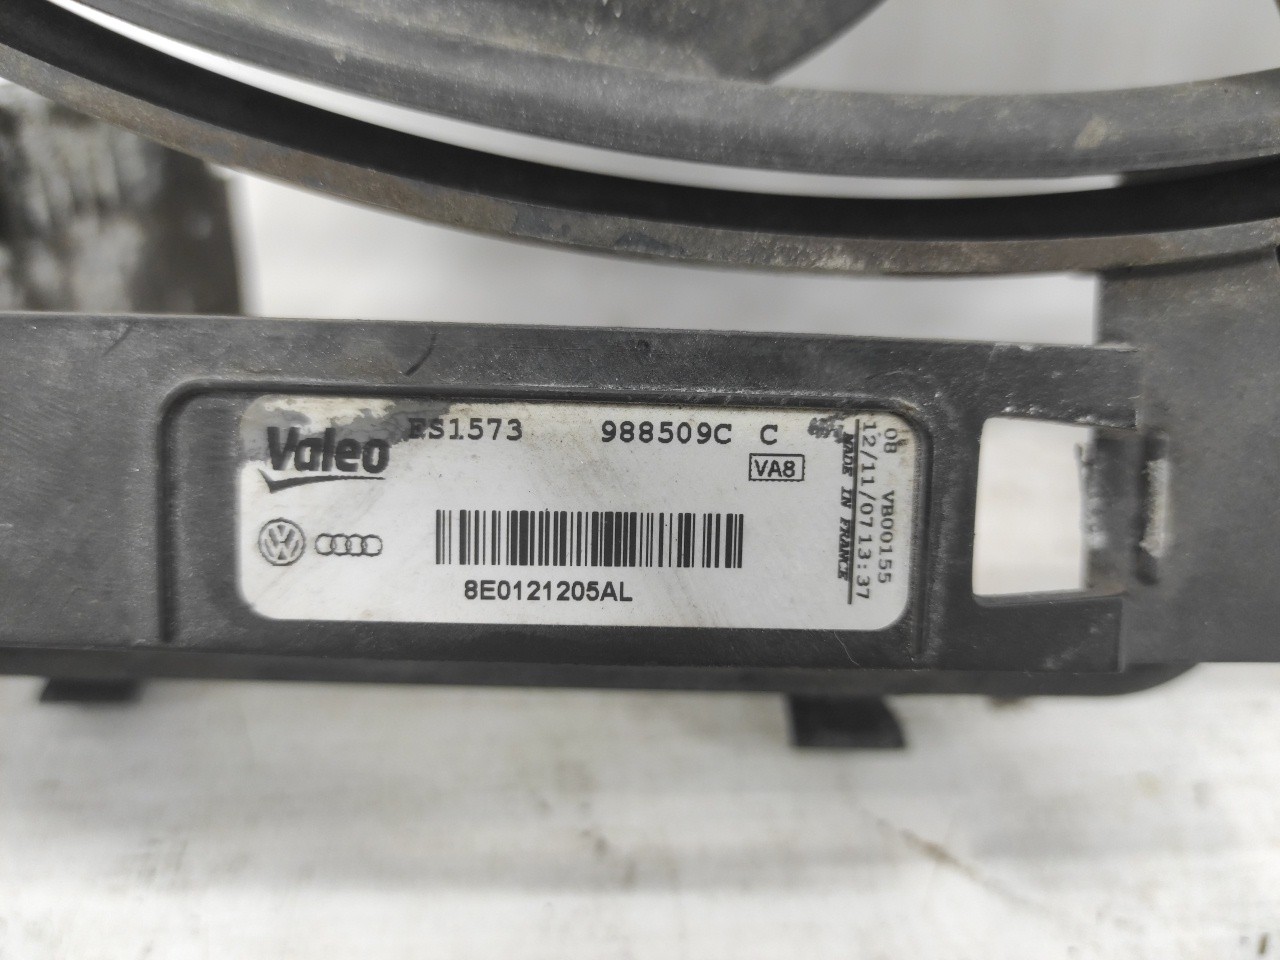 Valeo
ES1573 988509C C
VA8
8E0121205AL
MADE IN FRANCE
12/11/07 13:37
08 VB00155